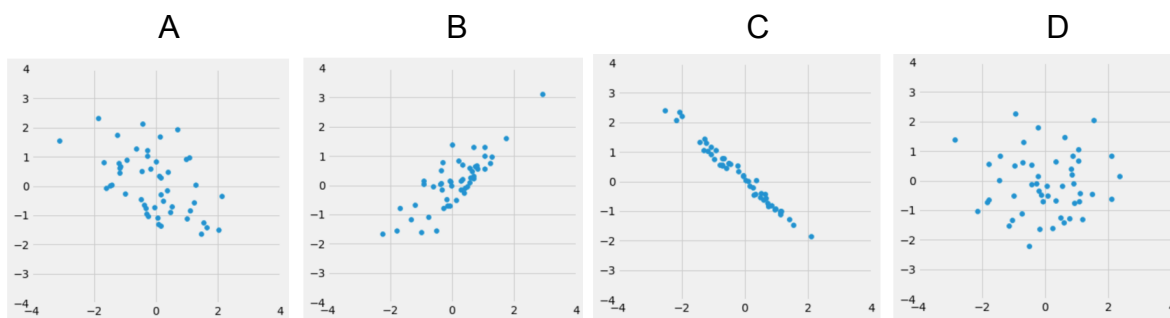 A B C D
4 4 4 4
3 3 3 3
2 2 2 2
1 1 1 1
0 0 0 0
−1 −1 −1 −1
−2 −2 −2 −2
−3 −3 −3 −3
−4 −4 −4 −4
−4 −2 0 2 4 −4 −2 0 2 4 −4 −2 0 2 4 −4 −2 0 2 4